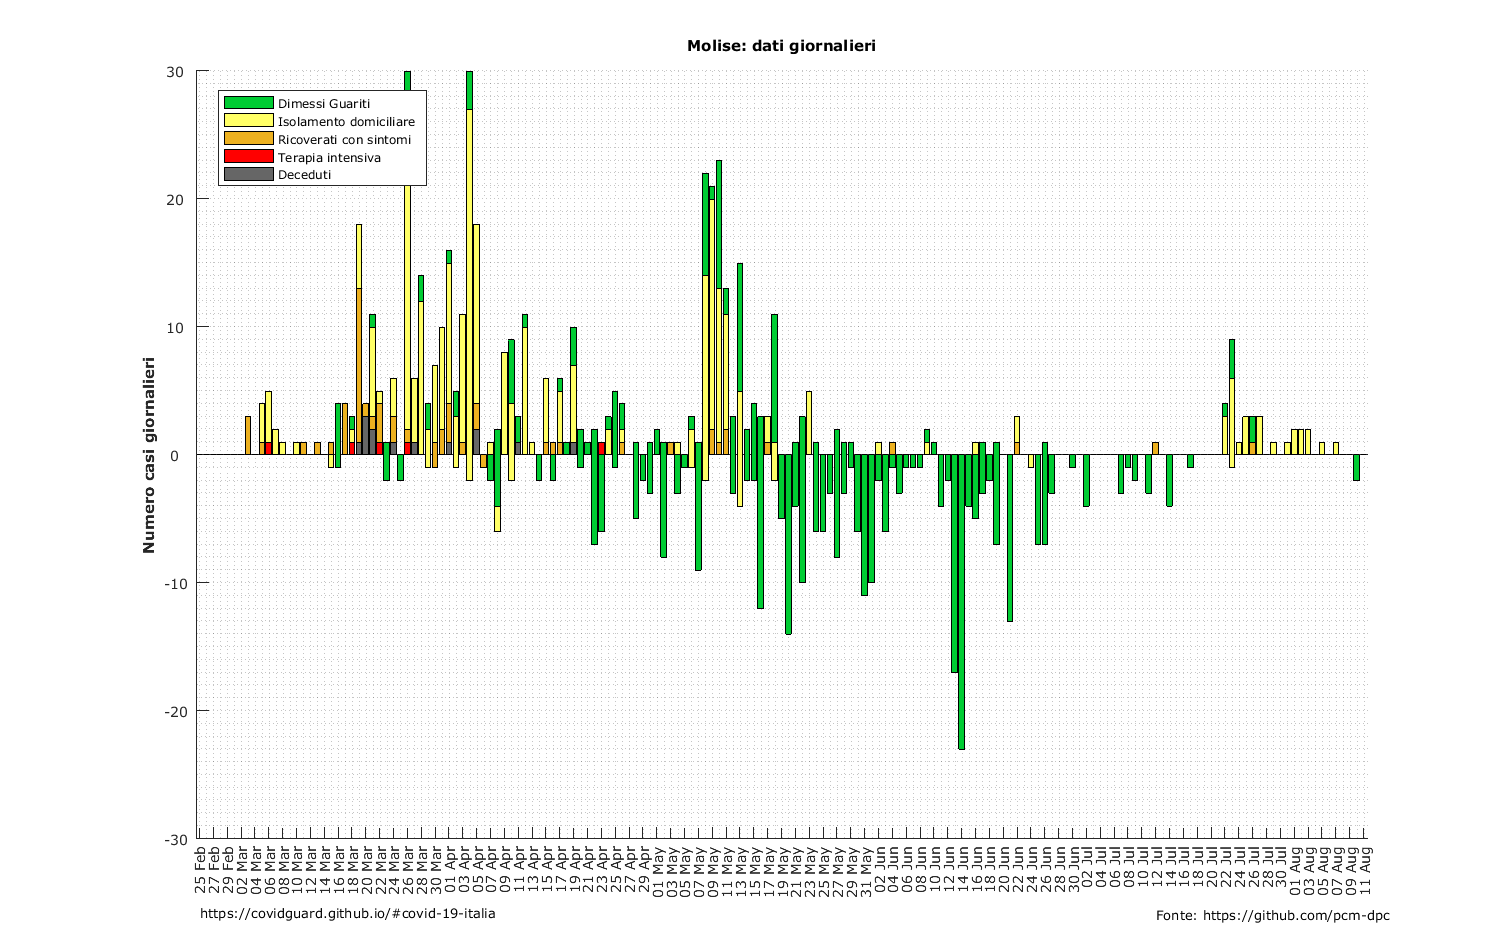 Molise: dati giornalieri
30
20
10
0
-10
-20
-30
Numero casi giornalieri
Dimessi Guariti
Isolamento domiciliare
Ricoverati con sintomi
Terapia intensiva
Deceduti
25 Feb
27 Feb
29 Feb
02 Mar
04 Mar
06 Mar
08 Mar
10 Mar
12 Mar
14 Mar
16 Mar
18 Mar
20 Mar
22 Mar
24 Mar
26 Mar
28 Mar
30 Mar
01 Apr
03 Apr
05 Apr
07 Apr
09 Apr
11 Apr
13 Apr
15 Apr
17 Apr
19 Apr
21 Apr
23 Apr
25 Apr
27 Apr
29 Apr
01 May
03 May
05 May
07 May
09 May
11 May
13 May
15 May
17 May
19 May
21 May
23 May
25 May
27 May
29 May
31 May
02 Jun
04 Jun
06 Jun
08 Jun
10 Jun
12 Jun
14 Jun
16 Jun
18 Jun
20 Jun
22 Jun
24 Jun
26 Jun
28 Jun
30 Jun
02 Jul
04 Jul
06 Jul
08 Jul
10 Jul
12 Jul
14 Jul
16 Jul
18 Jul
20 Jul
22 Jul
24 Jul
26 Jul
28 Jul
30 Jul
01 Aug
03 Aug
05 Aug
07 Aug
09 Aug
11 Aug
https://covidguard.github.io/#covid-19-italia
Fonte: https://github.com/pcm-dpc